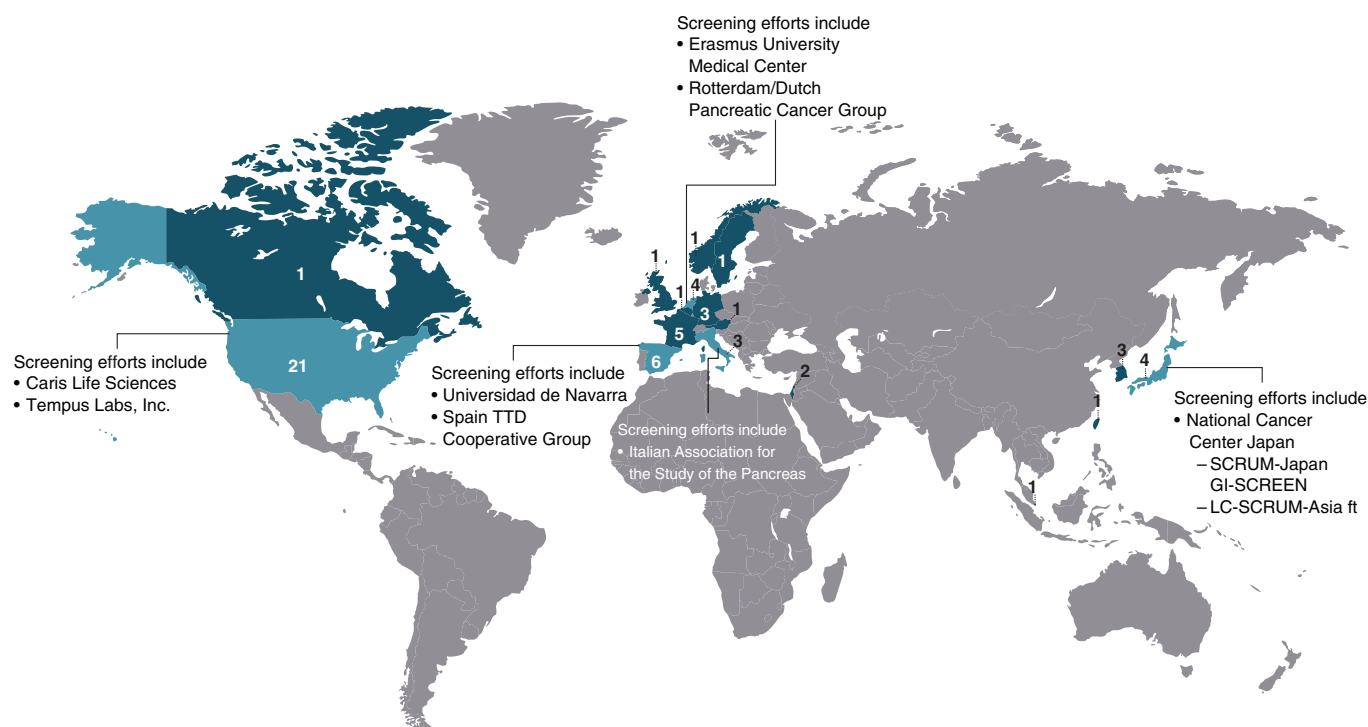 Screening efforts include
• Erasmus University
Medical Center
• Rotterdam/Dutch
Pancreatic Cancer Group
1
1
1
1
1
4
3
1
5
3
6
2
21
3
4
1
1
Screening efforts include
• Caris Life Sciences
• Tempus Labs, Inc.
Screening efforts include
• Universidad de Navarra
• Spain TTD
Cooperative Group
Screening efforts include
• Italian Association for
the Study of the Pancreas
Screening efforts include
• National Cancer
Center Japan
– SCRUM-Japan
GI-SCREEN
– LC-SCRUM-Asia ft